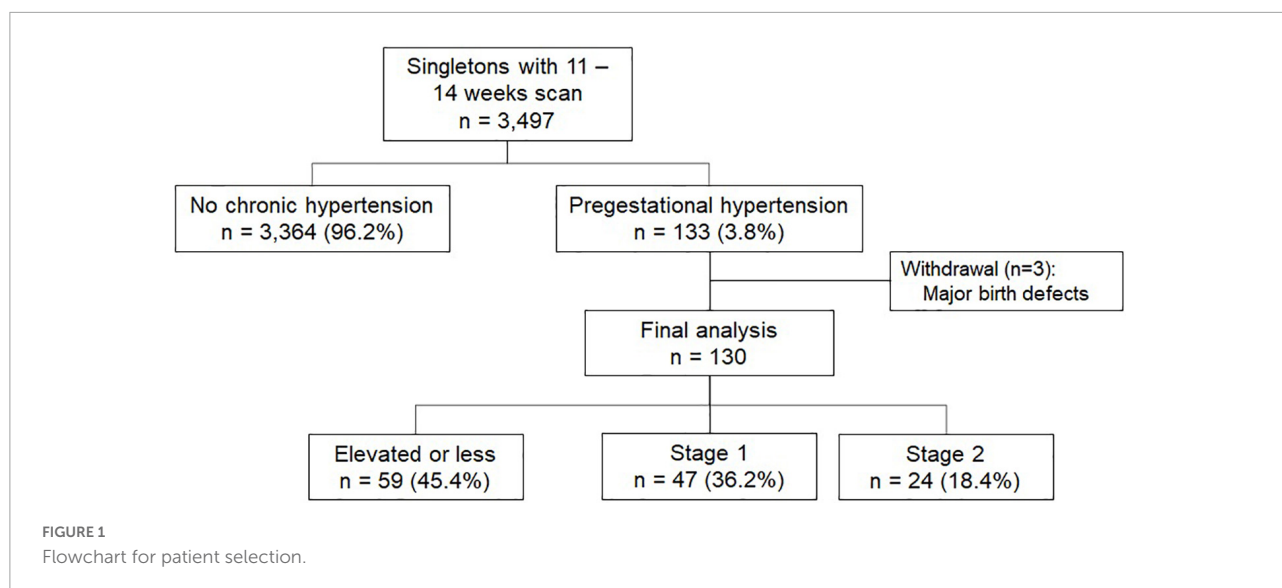 Singletons with 11 –
14 weeks scan
n = 3,497
No chronic hypertension
n = 3,364 (96.2%)
Pregestational hypertension
n = 133 (3.8%)
Withdrawal (n=3):
Major birth defects
Final analysis
n = 130
Elevated or less
n = 59 (45.4%)
Stage 1
n = 47 (36.2%)
Stage 2
n = 24 (18.4%)
FIGURE 1
Flowchart for patient selection.